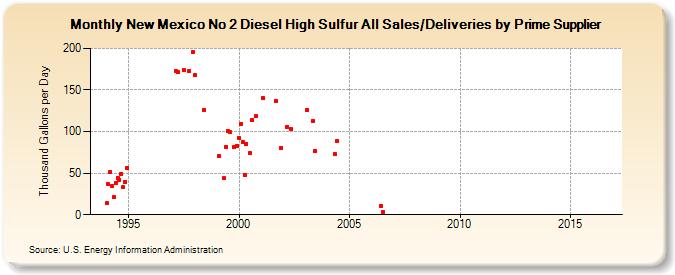 Monthly New Mexico No 2 Diesel High Sulfur All Sales/Deliveries by Prime Supplier
Thousand Gallons per Day
200
150
100
50
0
1995 2000 2005 2010 2015
Source: U.S. Energy Information Administration